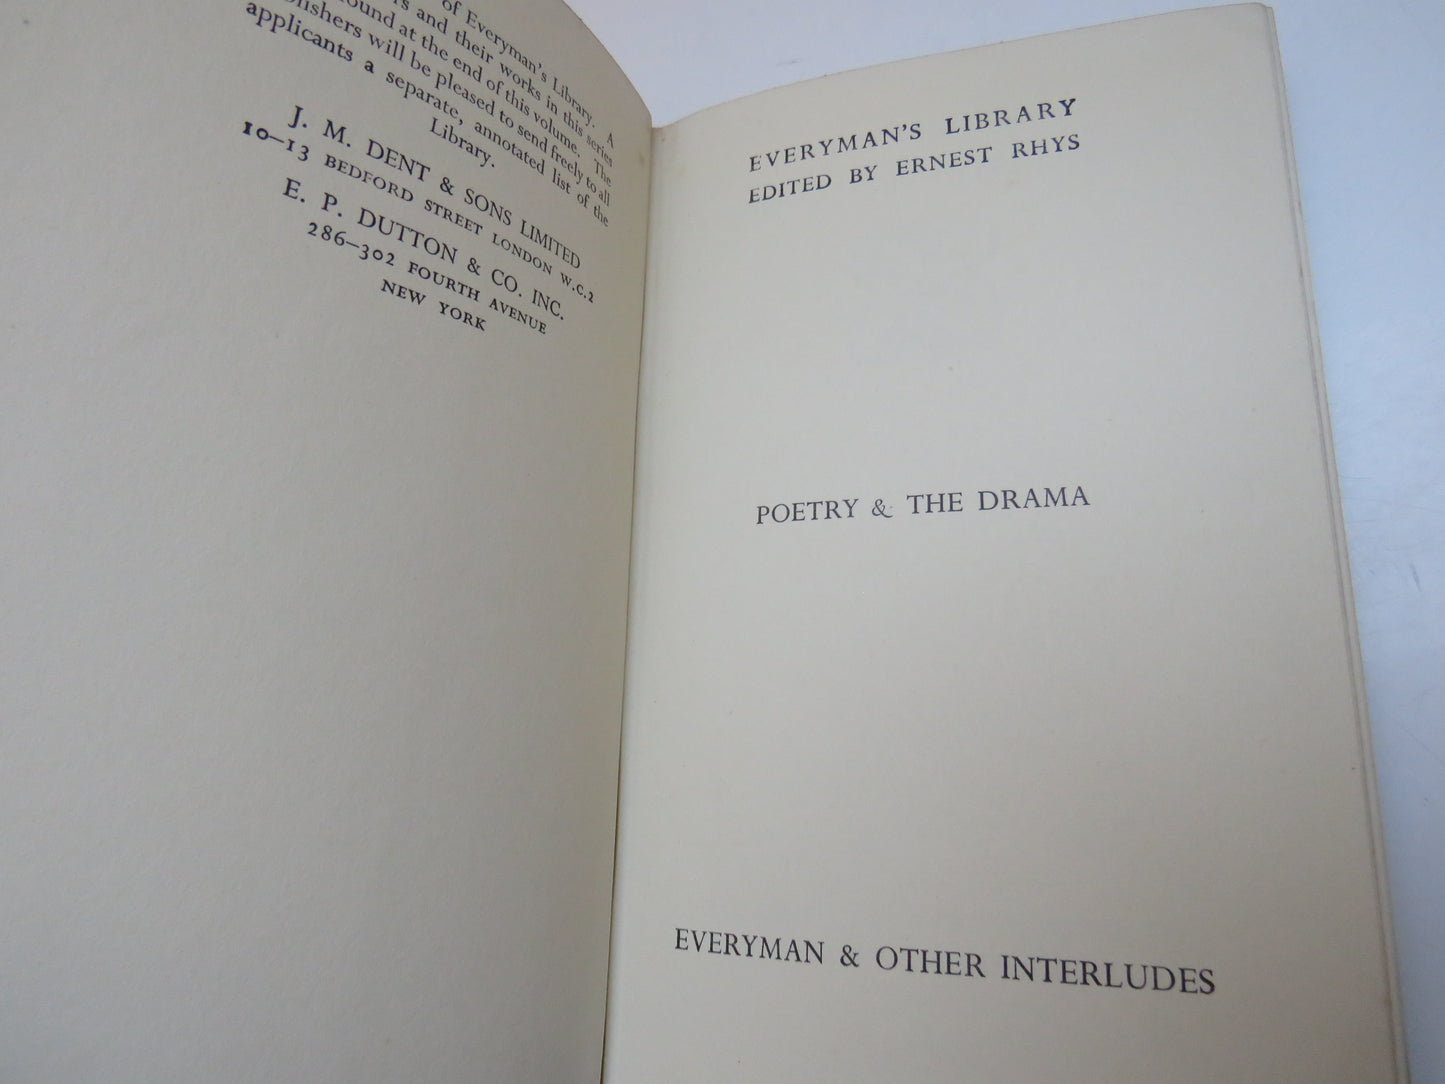 of Everyman's Library. A
and their works in this series
at the end of this volume. The
will be pleased to send freely to all
applicants a separate, annotated list of the
Library.
J. M. DENT & SONS LIMITED
10–13 BEDFORD STREET LONDON W.C.2
E. P. DUTTON & CO. INC.
286–302 FOURTH AVENUE
NEW YORK
EVERYMAN'S LIBRARY
EDITED BY ERNEST RHYS
POETRY & THE DRAMA
EVERYMAN & OTHER INTERLUDES